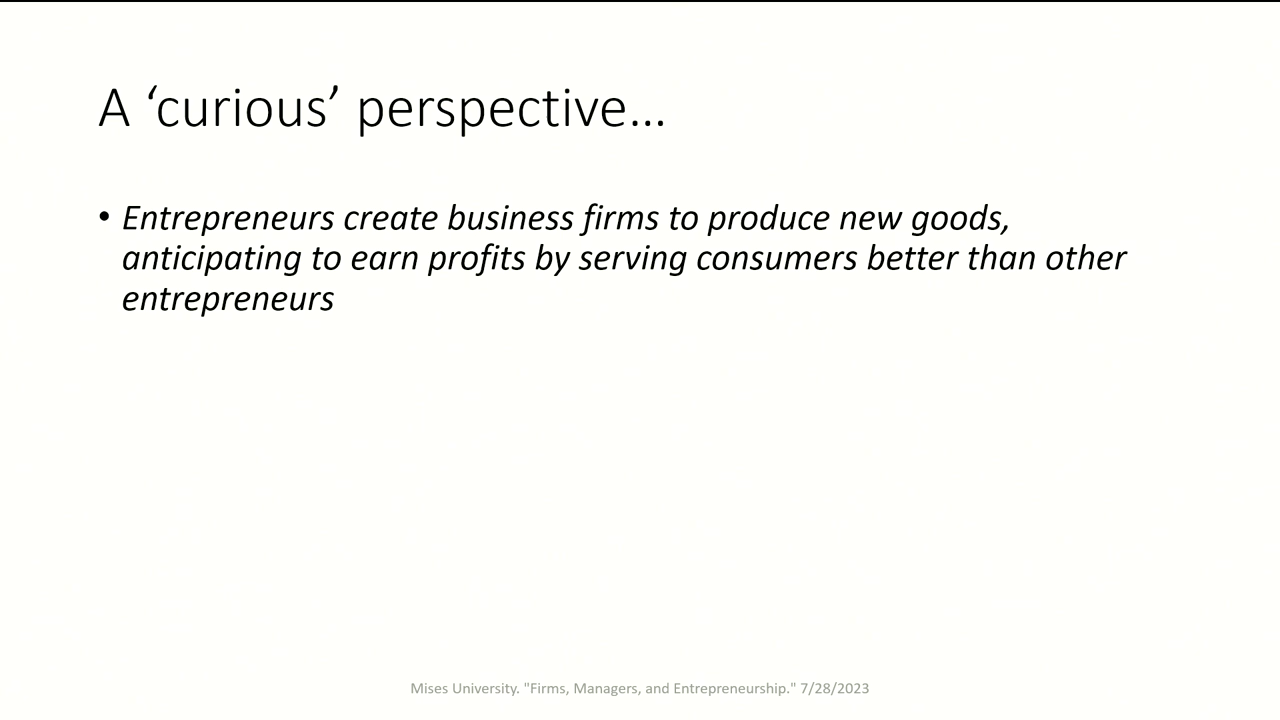 A ‘curious’ perspective…
• Entrepreneurs create business firms to produce new goods,
anticipating to earn profits by serving consumers better than other
entrepreneurs
Mises University. "Firms, Managers, and Entrepreneurship." 7/28/2023